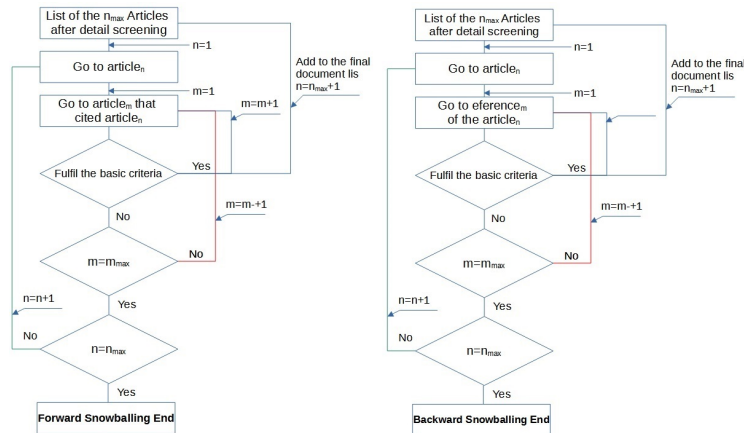 List of the nmax Articles
after detail screening
n=1
Go to articlen
m=1
Go to articlem that
cited articlen
m=m+1
Add to the final
document lis
n=nmax+1
Yes
Fulfil the basic criteria
No
m=m-+1
m=mmax
No
Yes
n=n+1
No
n=nmax
Yes
Forward Snowballing End
List of the nmax Articles
after detail screening
n=1
Go to articlen
m=1
Go to eferencem
of the articlen
Add to the final
document lis
n=nmax+1
Yes
Fulfil the basic criteria
No
m=m-+1
m=mmax
No
Yes
n=n+1
No
n=nmax
Yes
Backward Snowballing End